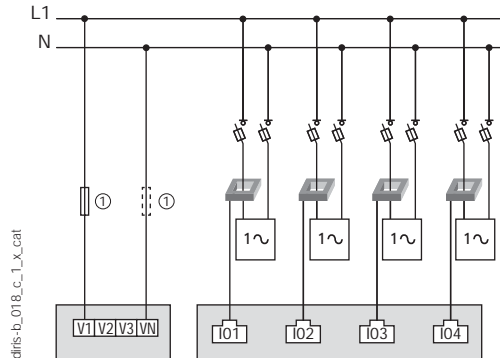 L1
N
① ①
1∿ 1∿ 1∿ 1∿
V1 V2 V3 VN I01 I02 I03 I04
diris-b_018_c_1_x_cat